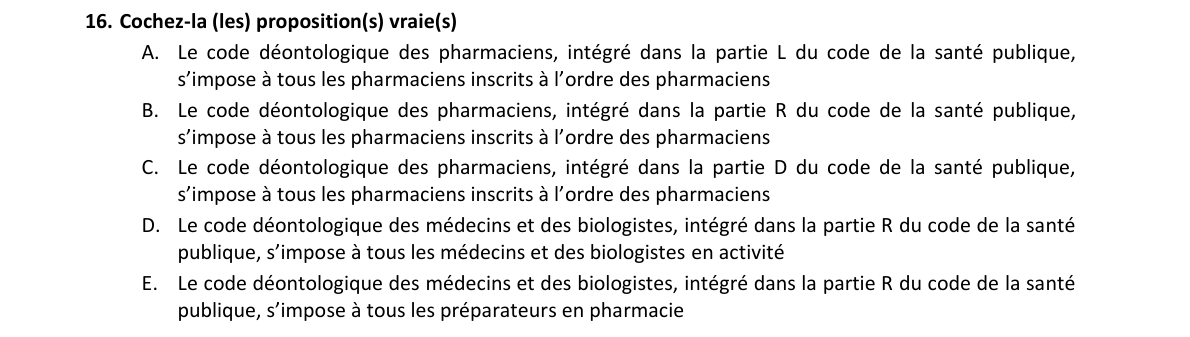 16. Cochez-la (les) proposition(s) vraie(s)
A. Le code déontologique des pharmaciens, intégré dans la partie L du code de la santé publique,
s’impose à tous les pharmaciens inscrits à l’ordre des pharmaciens
B. Le code déontologique des pharmaciens, intégré dans la partie R du code de la santé publique,
s’impose à tous les pharmaciens inscrits à l’ordre des pharmaciens
C. Le code déontologique des pharmaciens, intégré dans la partie D du code de la santé publique,
s’impose à tous les pharmaciens inscrits à l’ordre des pharmaciens
D. Le code déontologique des médecins et des biologistes, intégré dans la partie R du code de la santé
publique, s’impose à tous les médecins et des biologistes en activité
E. Le code déontologique des médecins et des biologistes, intégré dans la partie R du code de la santé
publique, s’impose à tous les préparateurs en pharmacie